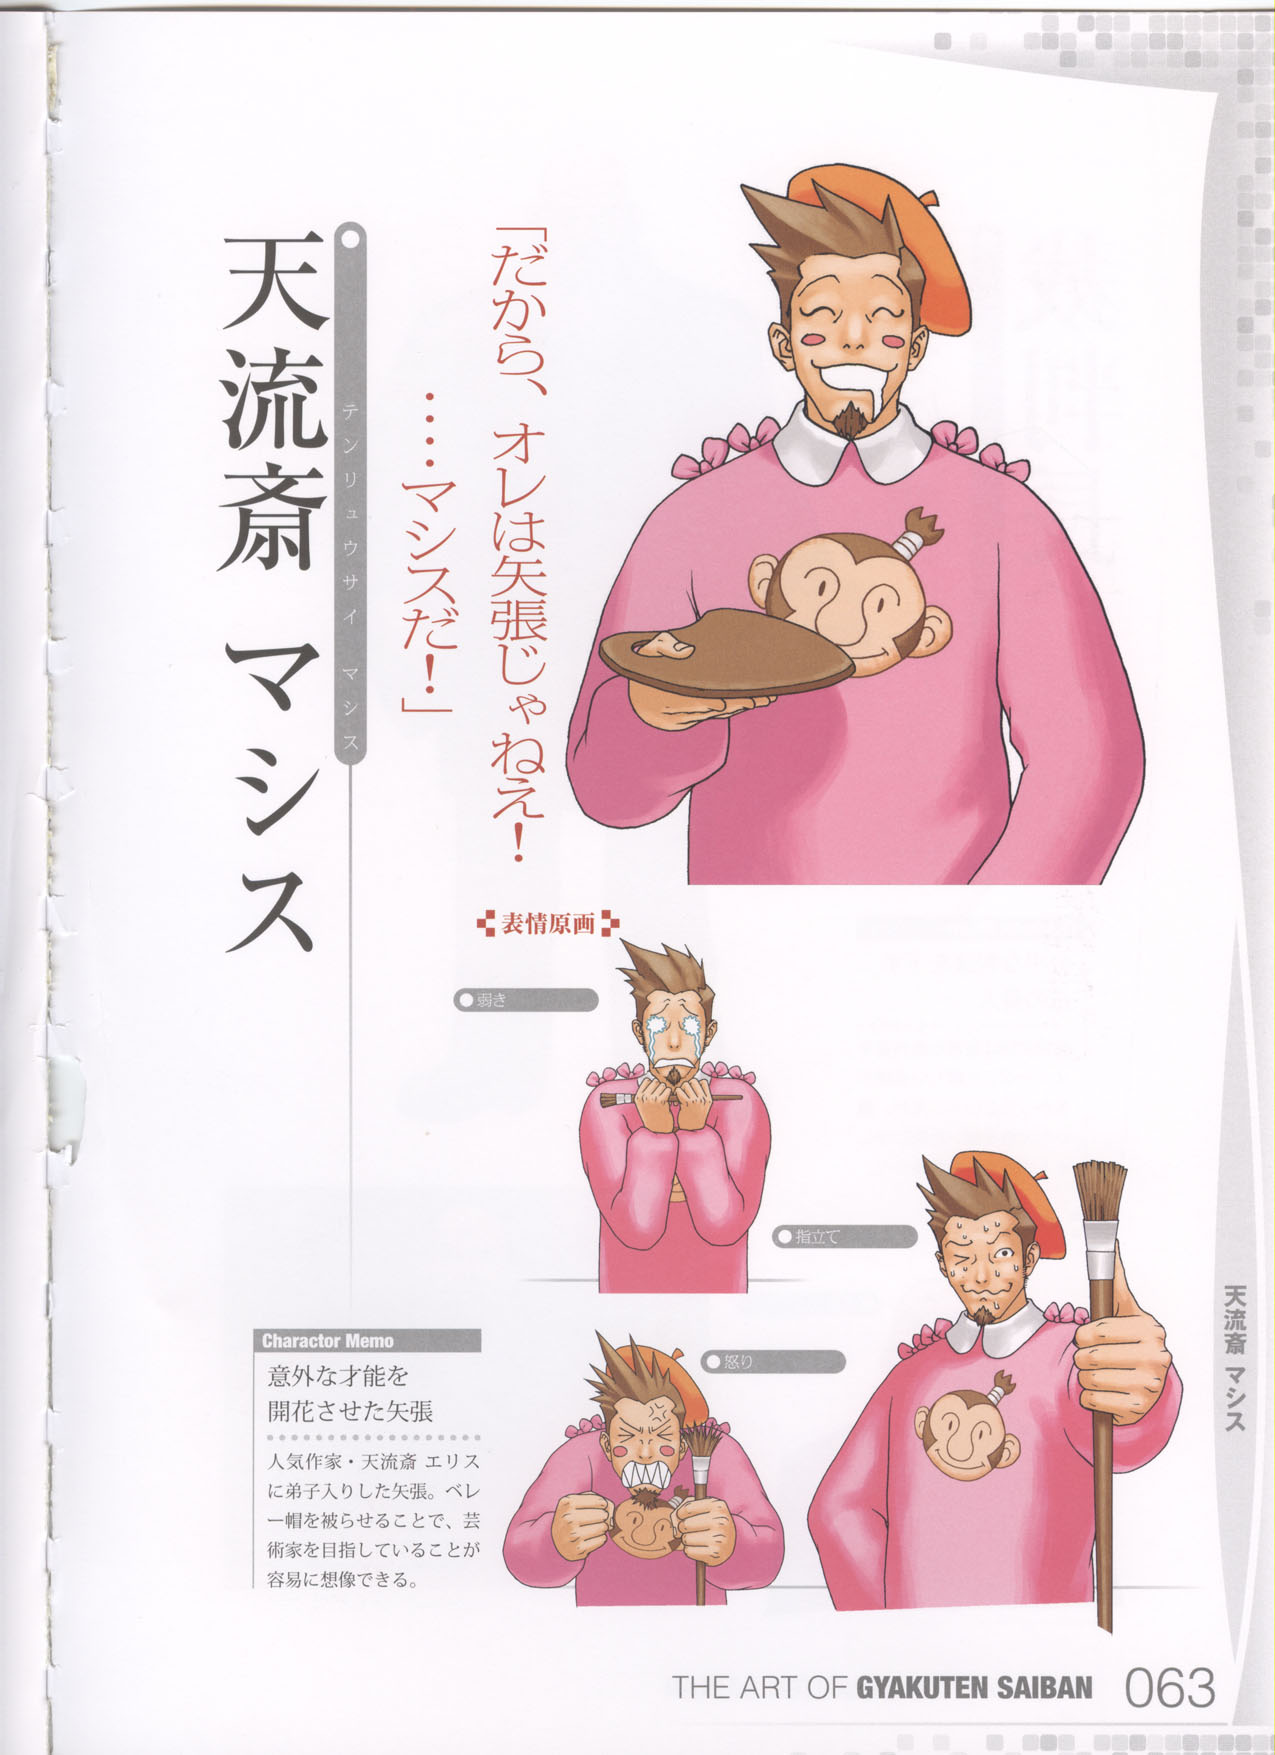 「だから、オレは矢張じゃねえ！
‥‥マシスだ！」
天流斎 マシス
テンリュウサイ マシス
表情原画
弱き
指立て
怒り
Charactor Memo
意外な才能を
開花させた矢張
人気作家・天流斎 エリス
に弟子入りした矢張。ベレ
ー帽を被らせることで、芸
術家を目指していることが
容易に想像できる。
天流斎 マシス
THE ART OF GYAKUTEN SAIBAN 063